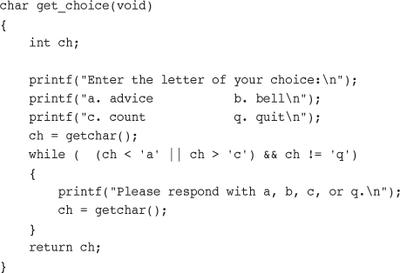 char get_choice(void)
{
    int ch;

    printf("Enter the letter of your choice:\n");
    printf("a. advice           b. bell\n");
    printf("c. count            q. quit\n");
    ch = getchar();
    while (  (ch < 'a' || ch > 'c') && ch != 'q')
    {
        printf("Please respond with a, b, c, or q.\n");
        ch = getchar();
    }
    return ch;
}